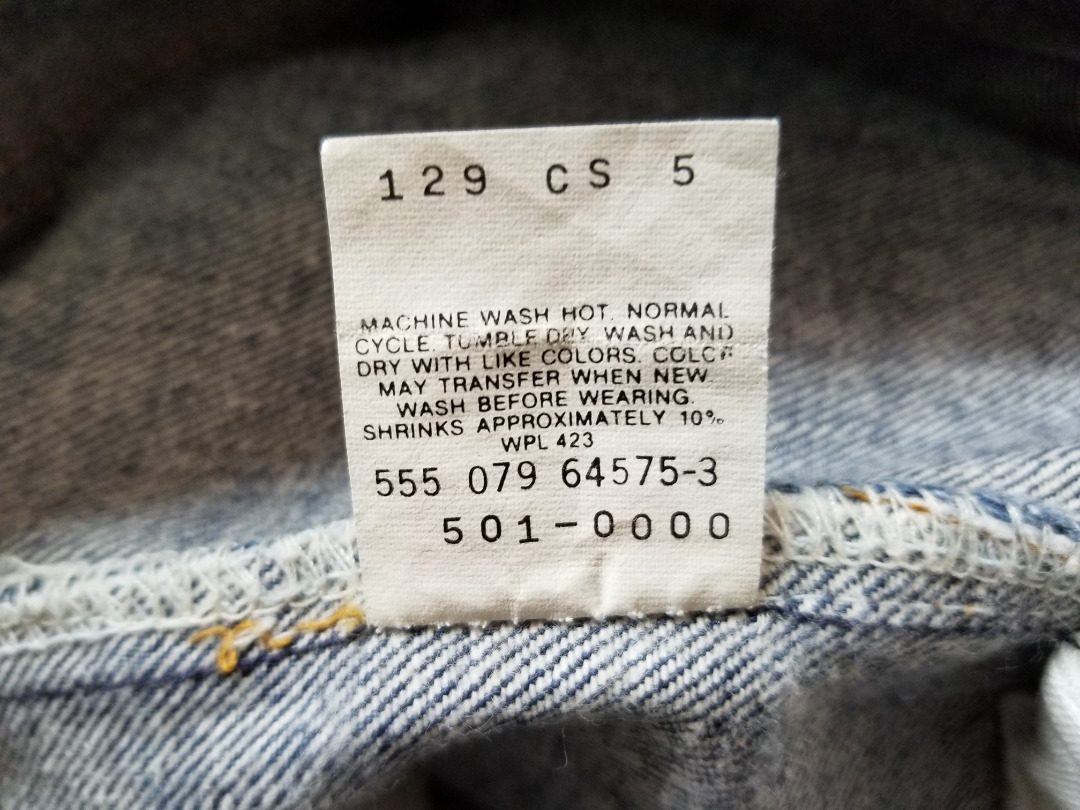 129 CS 5
MACHINE WASH HOT. NORMAL
CYCLE. TUMBLE DRY. WASH AND
DRY WITH LIKE COLORS. COLOR
MAY TRANSFER WHEN NEW.
WASH BEFORE WEARING.
SHRINKS APPROXIMATELY 10%
WPL 423
555 079 64575-3
501-0000